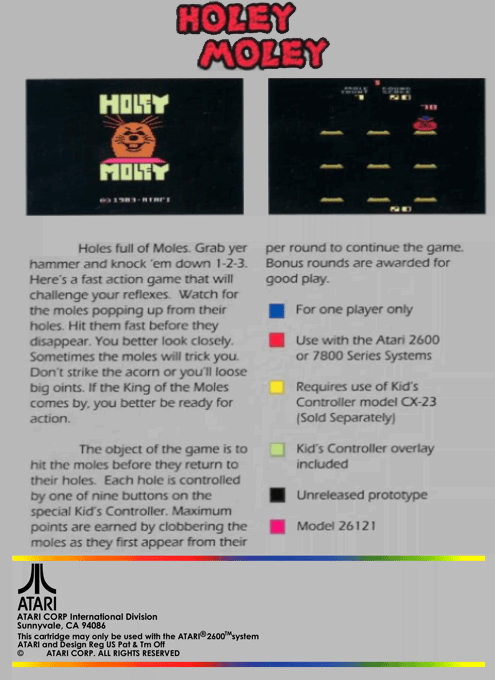 HOLEY
MOLEY
HOLEY
MOLEY
© 1983 ATARI
MOLE ROUND
COUNT SCORE
70
Holes full of Moles. Grab yer
hammer and knock 'em down 1-2-3.
Here's a fast action game that will
challenge your reflexes. Watch for
the moles popping up from their
holes. Hit them fast before they
disappear. You better look closely.
Sometimes the moles will trick you.
Don't strike the acorn or you'll loose
big oints. If the King of the Moles
comes by, you better be ready for
action.
The object of the game is to
hit the moles before they return to
their holes. Each hole is controlled
by one of nine buttons on the
special Kid's Controller. Maximum
points are earned by clobbering the
moles as they first appear from their
per round to continue the game.
Bonus rounds are awarded for
good play.
For one player only
Use with the Atari 2600
or 7800 Series Systems
Requires use of Kid's
Controller model CX-23
(Sold Separately)
Kid's Controller overlay
included
Unreleased prototype
Model 26121
ATARI
ATARI CORP International Division
Sunnyvale, CA 94086
This cartridge may only be used with the ATARI® 2600™ system
ATARI and Design Reg US Pat & Tm Off
© ATARI CORP. ALL RIGHTS RESERVED